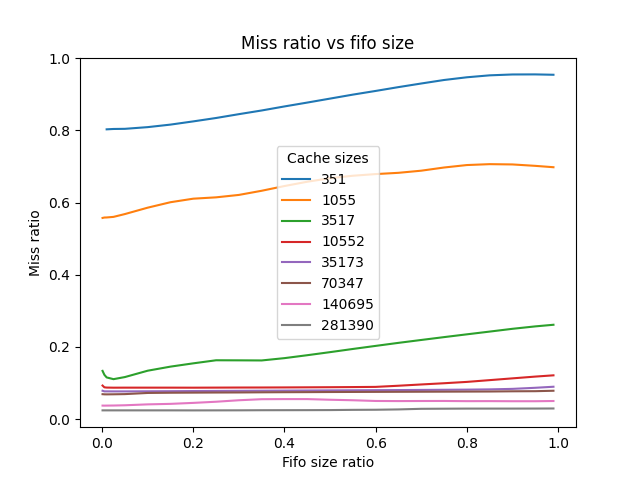 Miss ratio vs fifo size
1.0
0.8
0.6
0.4
0.2
0.0
Miss ratio
Cache sizes
351
1055
3517
10552
35173
70347
140695
281390
0.0 0.2 0.4 0.6 0.8 1.0
Fifo size ratio